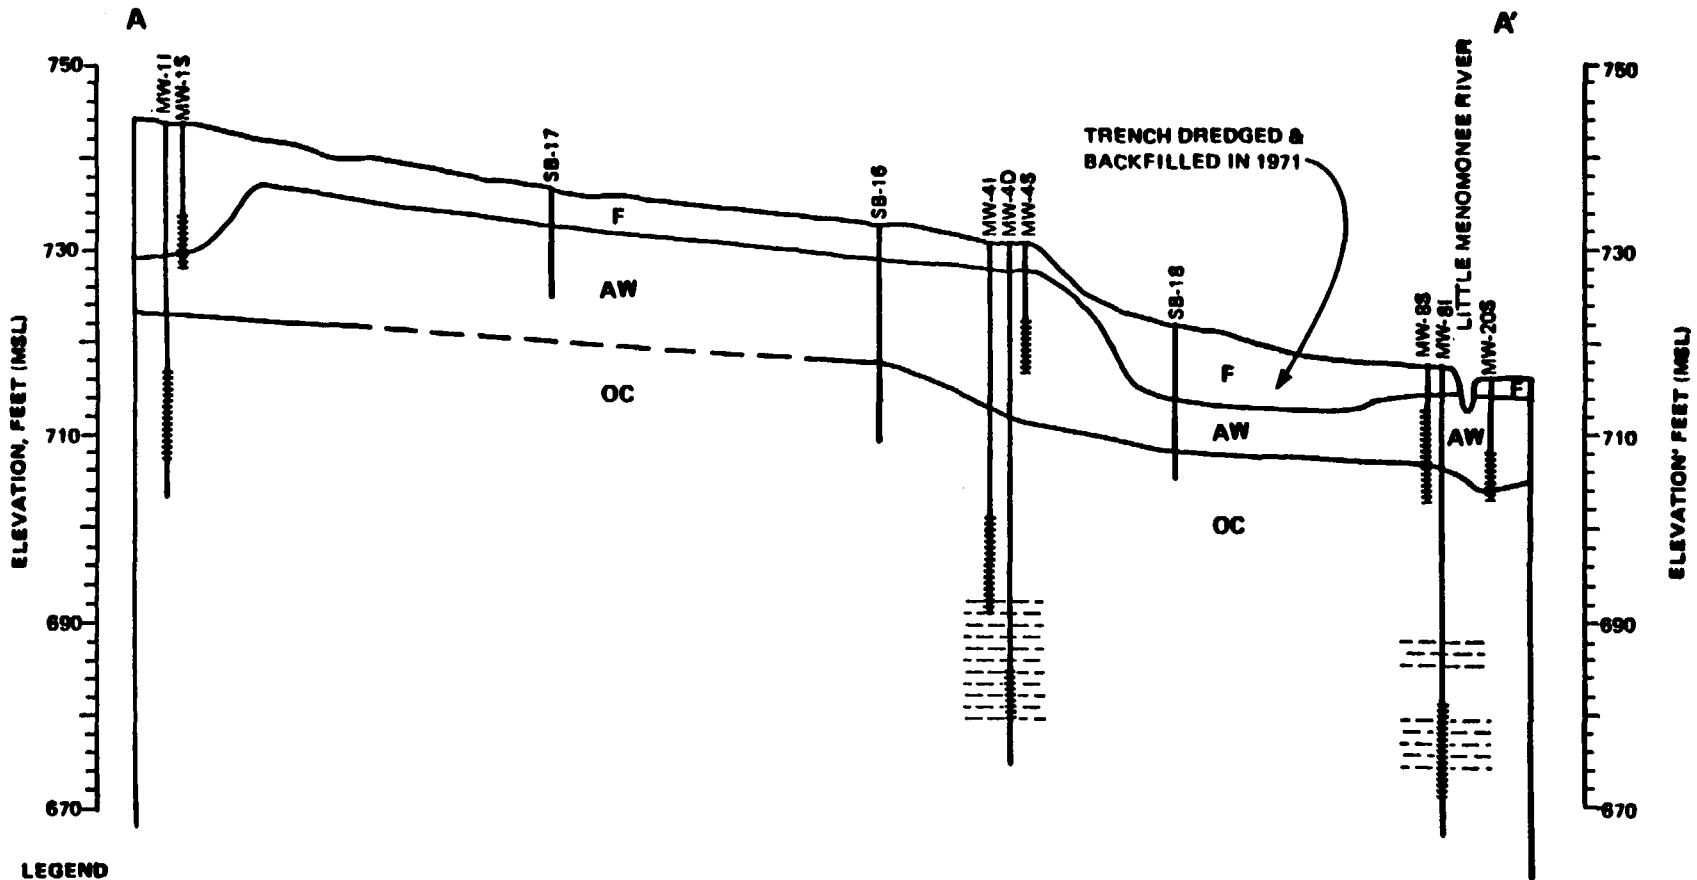 A
A'
750
730
710
690
670
ELEVATION, FEET (MSL)
MW-1I
MW-1S
SB-17
SB-16
MW-4I
MW-4D
MW-4S
TRENCH DREDGED &
BACKFILLED IN 1971
SB-18
MW-8S
MW-8I
LITTLE MENOMONEE RIVER
MW-20S
F
AW
OC
F
AW
OC
AW
F
750
730
710
690
670
ELEVATION, FEET (MSL)
LEGEND